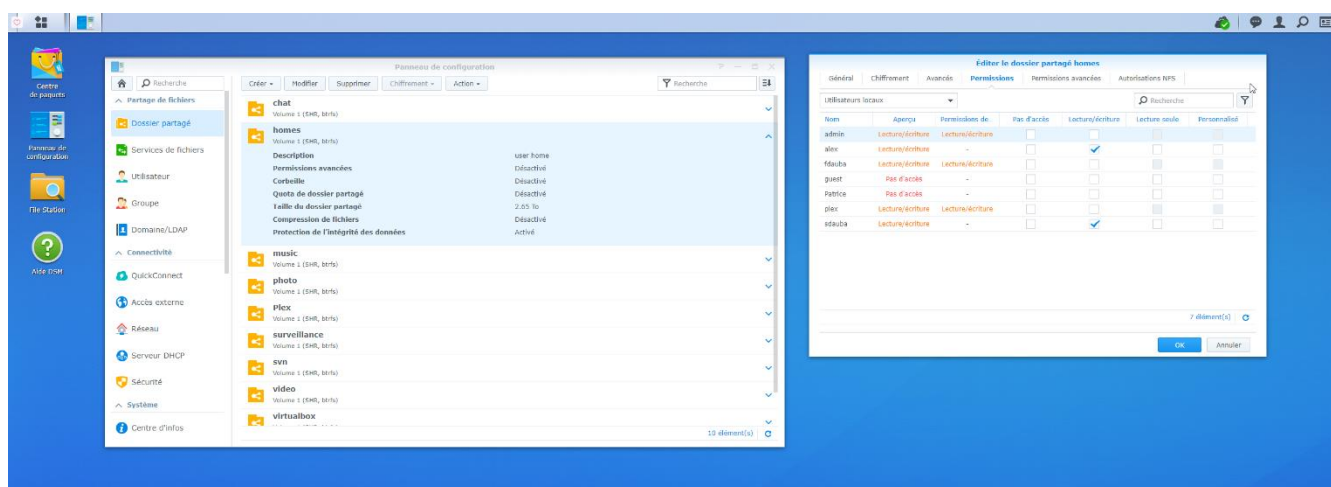 Centre
de paquets
Panneau de
configuration
File Station
Aide DSM
Panneau de configuration
Recherche
Partage de fichiers
Dossier partagé
Services de fichiers
Utilisateur
Groupe
Domaine/LDAP
Connectivité
QuickConnect
Accès externe
Réseau
Serveur DHCP
Sécurité
Système
Centre d'infos
Créer Modifier Supprimer Chiffrement Action Recherche
chat
Volume 1 (SHR, btrfs)
homes
Volume 1 (SHR, btrfs)
Description user home
Permissions avancées Désactivé
Corbeille Désactivé
Quota de dossier partagé Désactivé
Taille du dossier partagé 2.65 To
Compression de fichiers Désactivé
Protection de l'intégrité des données Activé
music
Volume 1 (SHR, btrfs)
photo
Volume 1 (SHR, btrfs)
Plex
Volume 1 (SHR, btrfs)
surveillance
Volume 1 (SHR, btrfs)
svn
Volume 1 (SHR, btrfs)
video
Volume 1 (SHR, btrfs)
virtualbox
10 élément(s)
Éditer le dossier partagé homes
Général Chiffrement Avancés Permissions Permissions avancées Autorisations NFS
Utilisateurs locaux Recherche
Nom Aperçu Permissions de Pas d'accès Lecture/écriture Lecture seule Personnalisé
admin Lecture/écriture Lecture/écriture
alex Lecture/écriture -
fdauba Lecture/écriture Lecture/écriture
guest Pas d'accès -
Patrice Pas d'accès -
plex Lecture/écriture Lecture/écriture
sdauba Lecture/écriture -
7 élément(s)
OK Annuler